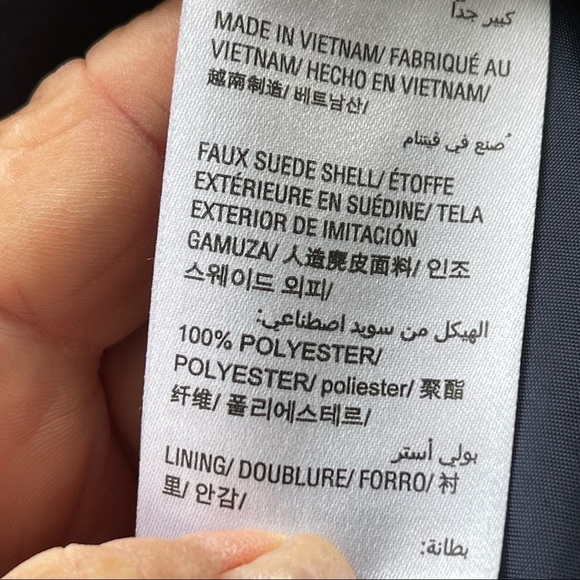 كبير جدًا
MADE IN VIETNAM/ FABRIQUÉ AU
VIETNAM/ HECHO EN VIETNAM/
越南制造/ 베트남산/
صنع في فيتنام
FAUX SUEDE SHELL/ ÉTOFFE
EXTÉRIEURE EN SUÉDINE/ TELA
EXTERIOR DE IMITACIÓN
GAMUZA/ 人造麂皮面料/ 인조
스웨이드 외피/
الهيكل من سويد اصطناعي:
100% POLYESTER/
POLYESTER/ poliester/ 聚酯
纤维/ 폴리에스테르/
بولي أستر
LINING/ DOUBLURE/ FORRO/ 衬
里/ 안감/
بطانة: